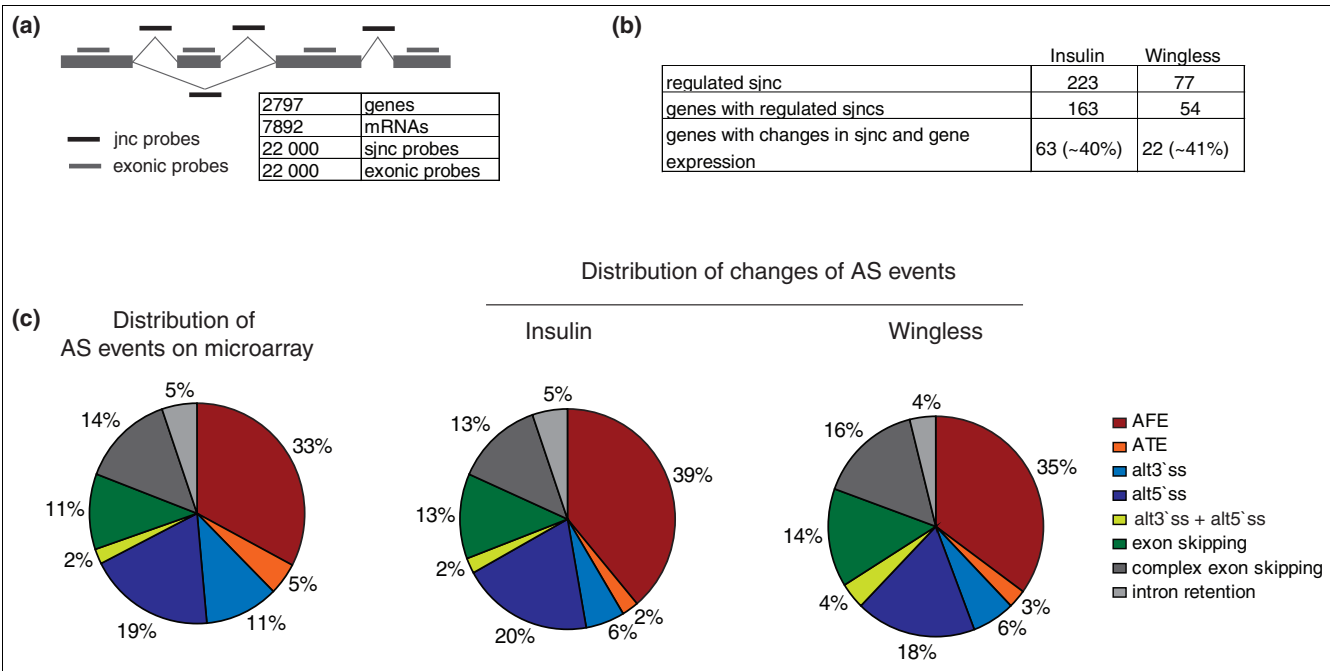 (a)
jnc probes
exonic probes
2797 genes
7892 mRNAs
22 000 sjnc probes
22 000 exonic probes
(b)
Insulin Wingless
regulated sjnc 223 77
genes with regulated sjncs 163 54
genes with changes in sjnc and gene
expression 63 (~40%) 22 (~41%)
Distribution of changes of AS events
(c)
Distribution of
AS events on microarray
Insulin
Wingless
5%
14%
33%
11%
2%
5%
19%
11%
5%
13%
39%
13%
2%
2%
20%
6%
4%
16%
35%
14%
4%
3%
18%
6%
AFE
ATE
alt3`ss
alt5`ss
alt3`ss + alt5`ss
exon skipping
complex exon skipping
intron retention